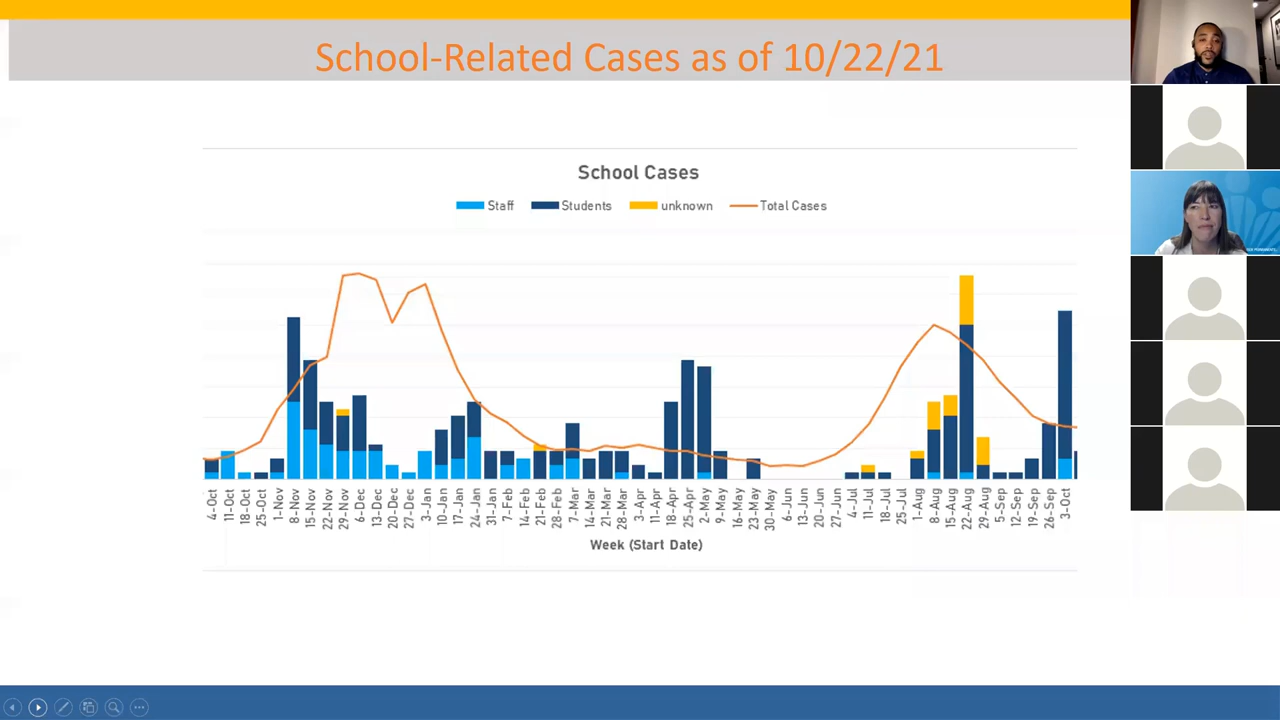 School-Related Cases as of 10/22/21
School Cases
Staff Students unknown Total Cases
4-Oct 11-Oct 18-Oct 25-Oct 1-Nov 8-Nov 15-Nov 22-Nov 29-Nov 6-Dec 13-Dec 20-Dec 27-Dec 3-Jan 10-Jan 17-Jan 24-Jan 31-Jan 7-Feb 14-Feb 21-Feb 28-Feb 7-Mar 14-Mar 21-Mar 28-Mar 3-Apr 11-Apr 18-Apr 25-Apr 2-May 9-May 16-May 23-May 30-May 6-Jun 13-Jun 20-Jun 27-Jun 4-Jul 11-Jul 18-Jul 25-Jul 1-Aug 8-Aug 15-Aug 22-Aug 29-Aug 5-Sep 12-Sep 19-Sep 26-Sep 3-Oct
Week (Start Date)